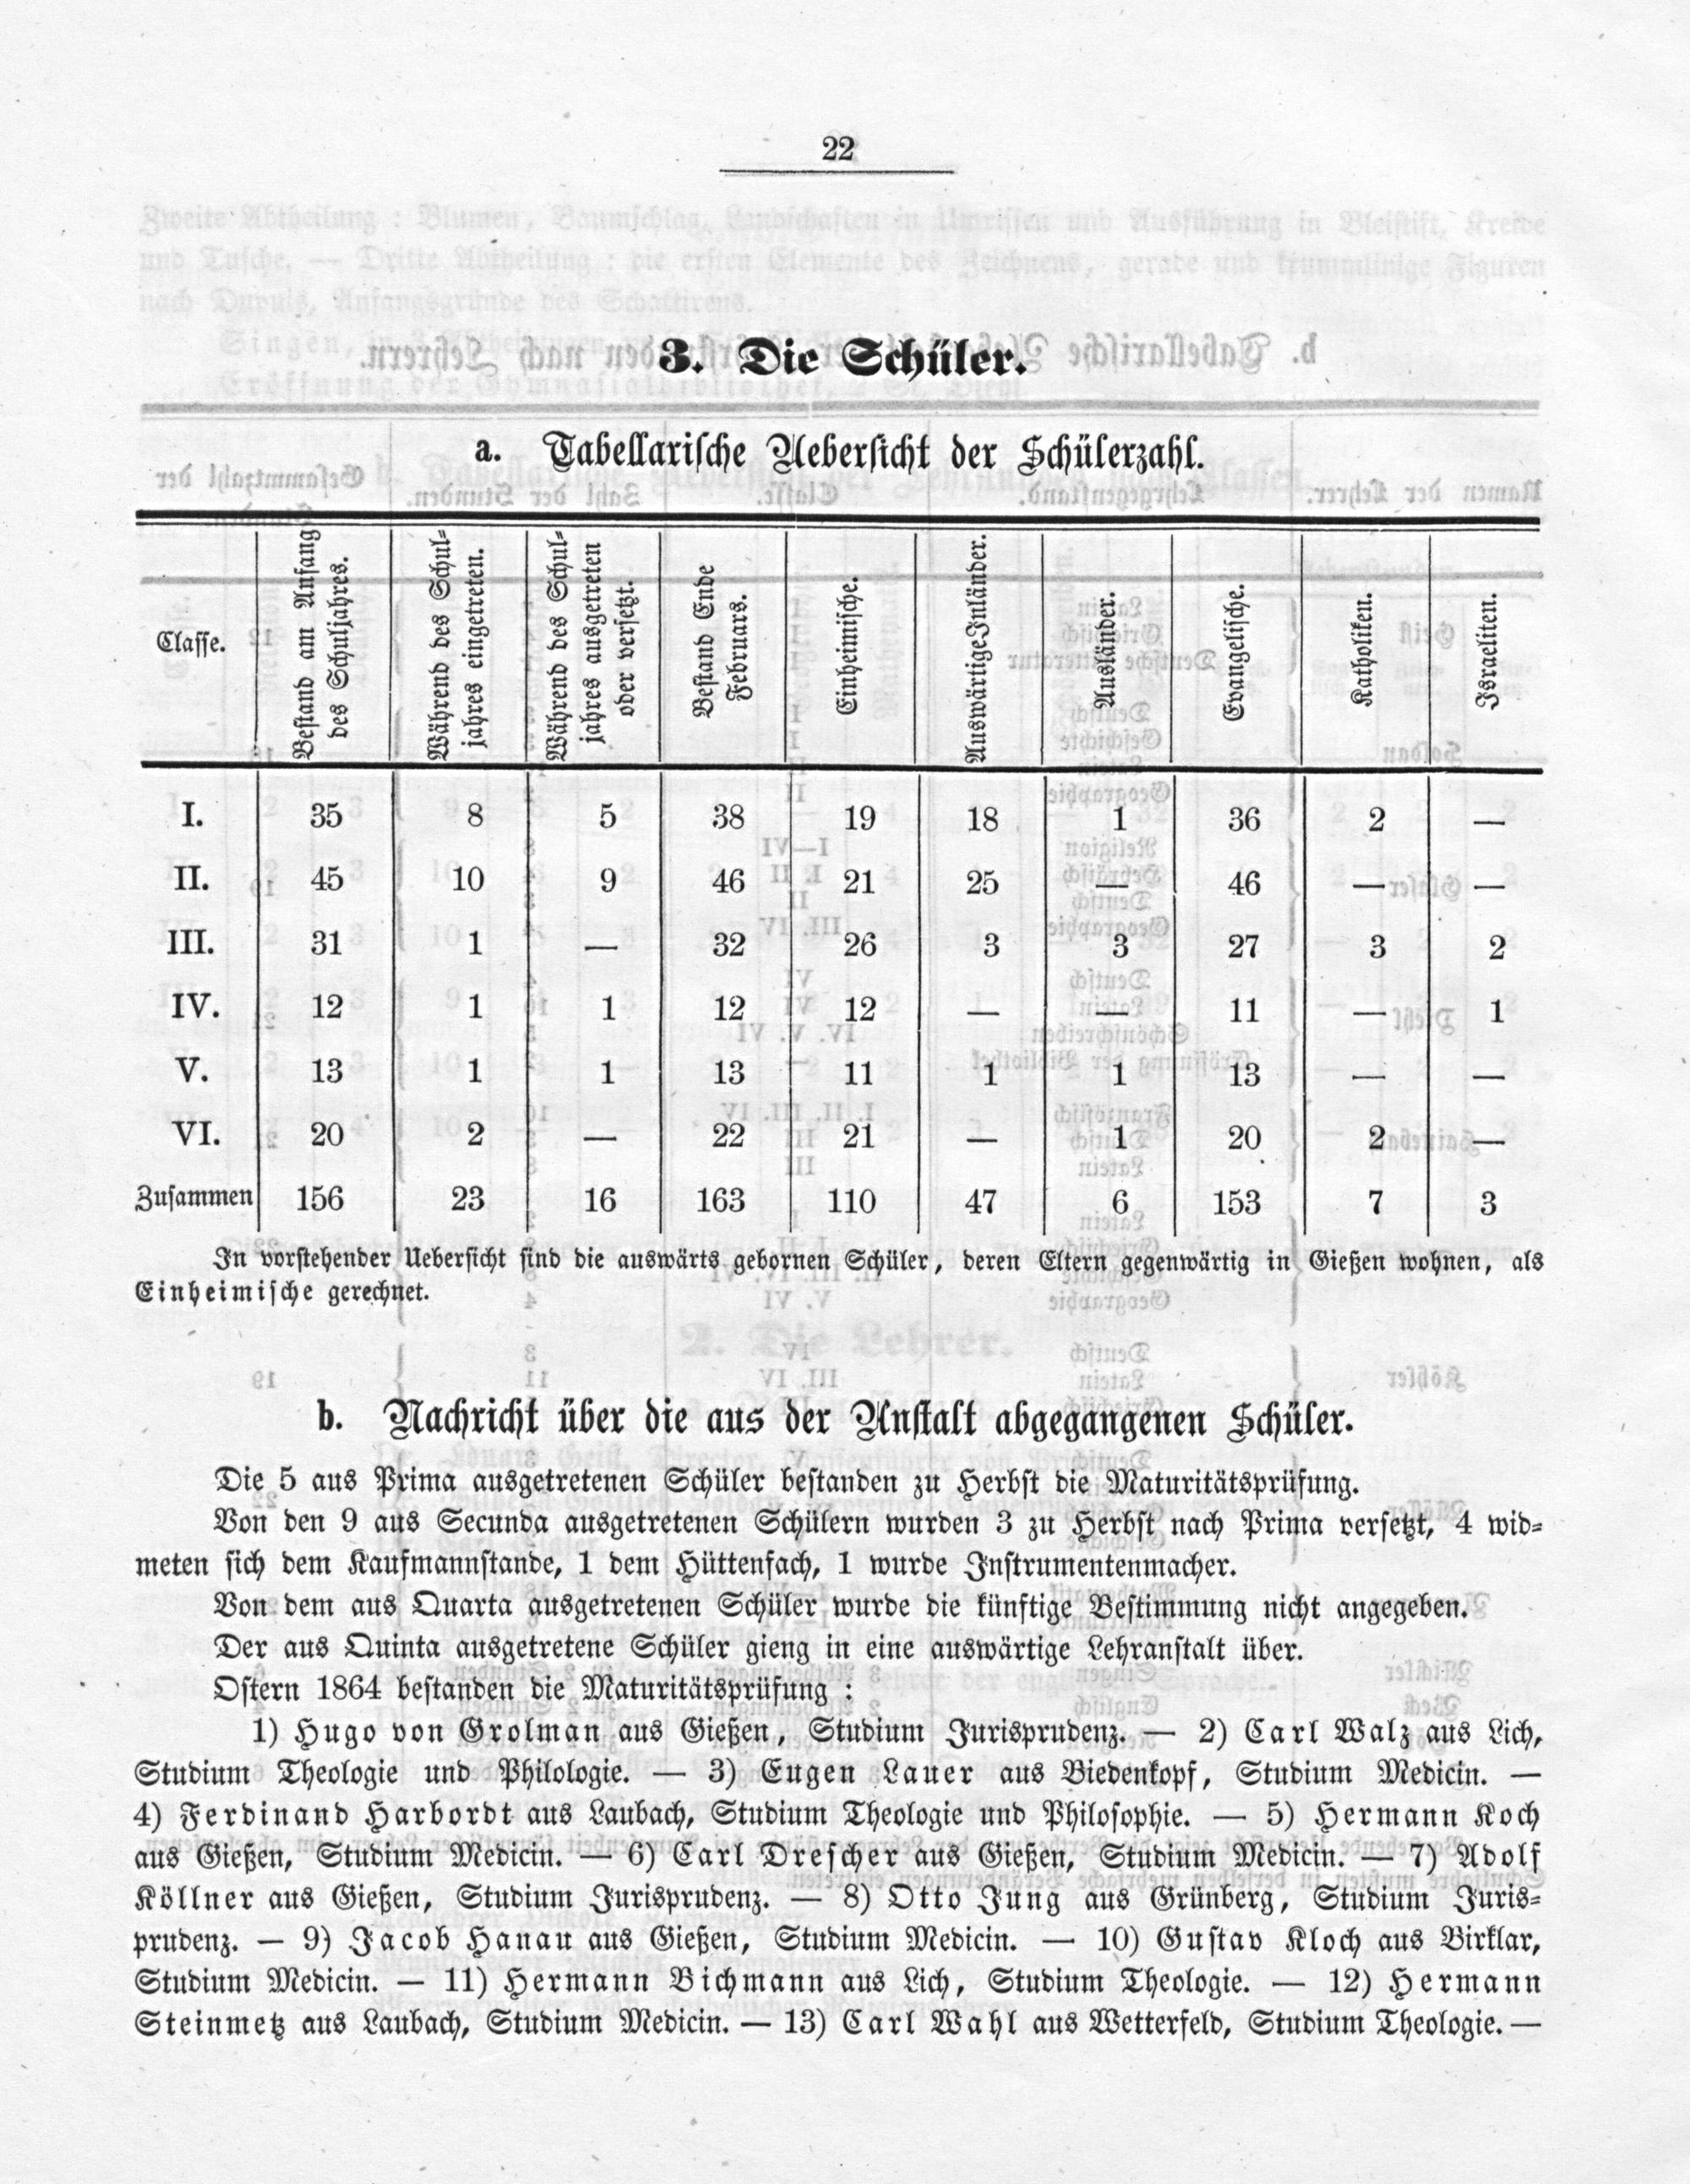 22
3. Die Schüler.
a. Tabellarische Uebersicht der Schülerzahl.
Classe. Bestand am Anfang des Schuljahres. Während des Schul=jahres eingetreten. Während des Schul=jahres ausgetreten oder versetzt. Bestand Ende Februars. Einheimische. Auswärtige Inländer. Ausländer. Evangelische. Katholiken. Israeliten.
I. 35 8 5 38 19 18 1 36 2 —
II. 45 10 9 46 21 25 — 46 — —
III. 31 1 — 32 26 3 3 27 3 2
IV. 12 1 1 12 12 — — 11 — 1
V. 13 1 1 13 11 1 1 13 — —
VI. 20 2 — 22 21 — 1 20 2 —
Zusammen 156 23 16 163 110 47 6 153 7 3
In vorstehender Uebersicht sind die auswärts gebornen Schüler, deren Eltern gegenwärtig in Gießen wohnen, als
Einheimische gerechnet.
b. Nachricht über die aus der Anstalt abgegangenen Schüler.
Die 5 aus Prima ausgetretenen Schüler bestanden zu Herbst die Maturitätsprüfung.
Von den 9 aus Secunda ausgetretenen Schülern wurden 3 zu Herbst nach Prima versetzt, 4 wid=
meten sich dem Kaufmannstande, 1 dem Hüttenfach, 1 wurde Instrumentenmacher.
Von dem aus Quarta ausgetretenen Schüler wurde die künftige Bestimmung nicht angegeben.
Der aus Quinta ausgetretene Schüler gieng in eine auswärtige Lehranstalt über.
Ostern 1864 bestanden die Maturitätsprüfung :
1) Hugo von Grolman aus Gießen, Studium Jurisprudenz. — 2) Carl Walz aus Lich,
Studium Theologie und Philologie. — 3) Eugen Lauer aus Biedenkopf, Studium Medicin. —
4) Ferdinand Harbordt aus Laubach, Studium Theologie und Philosophie. — 5) Hermann Koch
aus Gießen, Studium Medicin. — 6) Carl Drescher aus Gießen, Studium Medicin. — 7) Adolf
Köllner aus Gießen, Studium Jurisprudenz. — 8) Otto Jung aus Grünberg, Studium Juris=
prudenz. — 9) Jacob Hanau aus Gießen, Studium Medicin. — 10) Gustav Kloch aus Birklar,
Studium Medicin. — 11) Hermann Bichmann aus Lich, Studium Theologie. — 12) Hermann
Steinmetz aus Laubach, Studium Medicin. — 13) Carl Wahl aus Wetterfeld, Studium Theologie. —